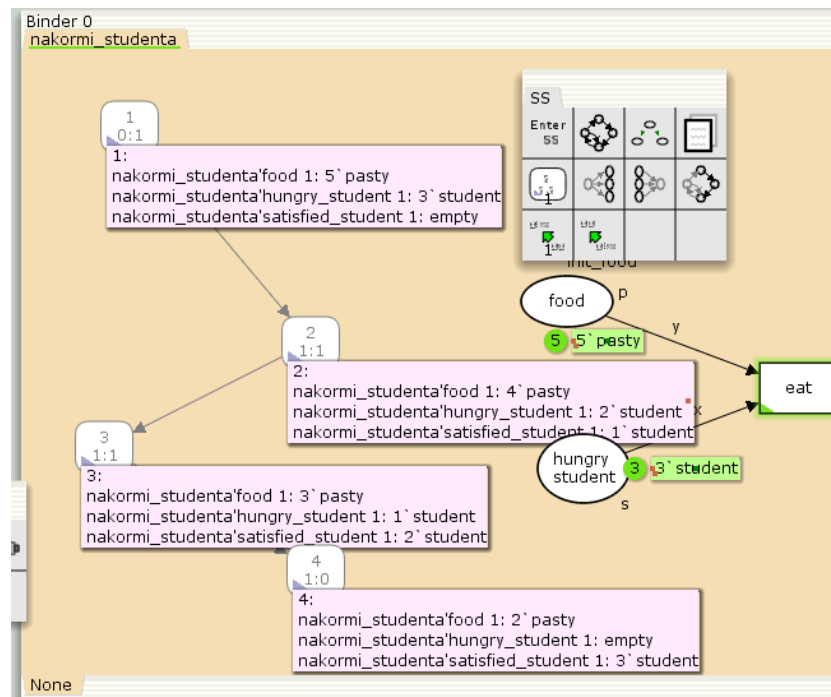 Binder 0
nakormi_studenta
SS
Enter
SS
1
1
init_food
1
0:1
1:
nakormi_studenta'food 1: 5`pasty
nakormi_studenta'hungry_student 1: 3`student
nakormi_studenta'satisfied_student 1: empty
food
p
y
5
5`pasty
2
1:1
2:
nakormi_studenta'food 1: 4`pasty
nakormi_studenta'hungry_student 1: 2`student
nakormi_studenta'satisfied_student 1: 1`student
eat
x
hungry
student
3
3`student
s
3
1:1
3:
nakormi_studenta'food 1: 3`pasty
nakormi_studenta'hungry_student 1: 1`student
nakormi_studenta'satisfied_student 1: 2`student
4
1:0
4:
nakormi_studenta'food 1: 2`pasty
nakormi_studenta'hungry_student 1: empty
nakormi_studenta'satisfied_student 1: 3`student
None